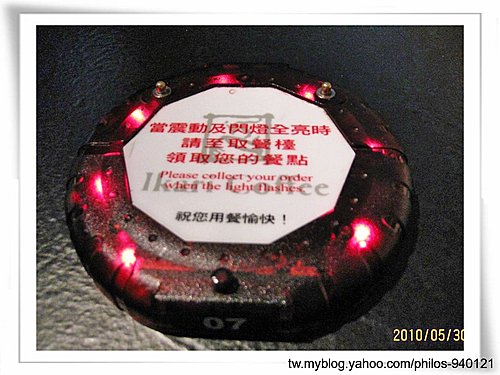 當震動及閃燈全亮時
請至取餐檯
領取您的餐點
Please collect your order
when the light flashes
Ikari Coffee
祝您用餐愉快！
07
2010/05/30
tw.myblog.yahoo.com/philos-940121